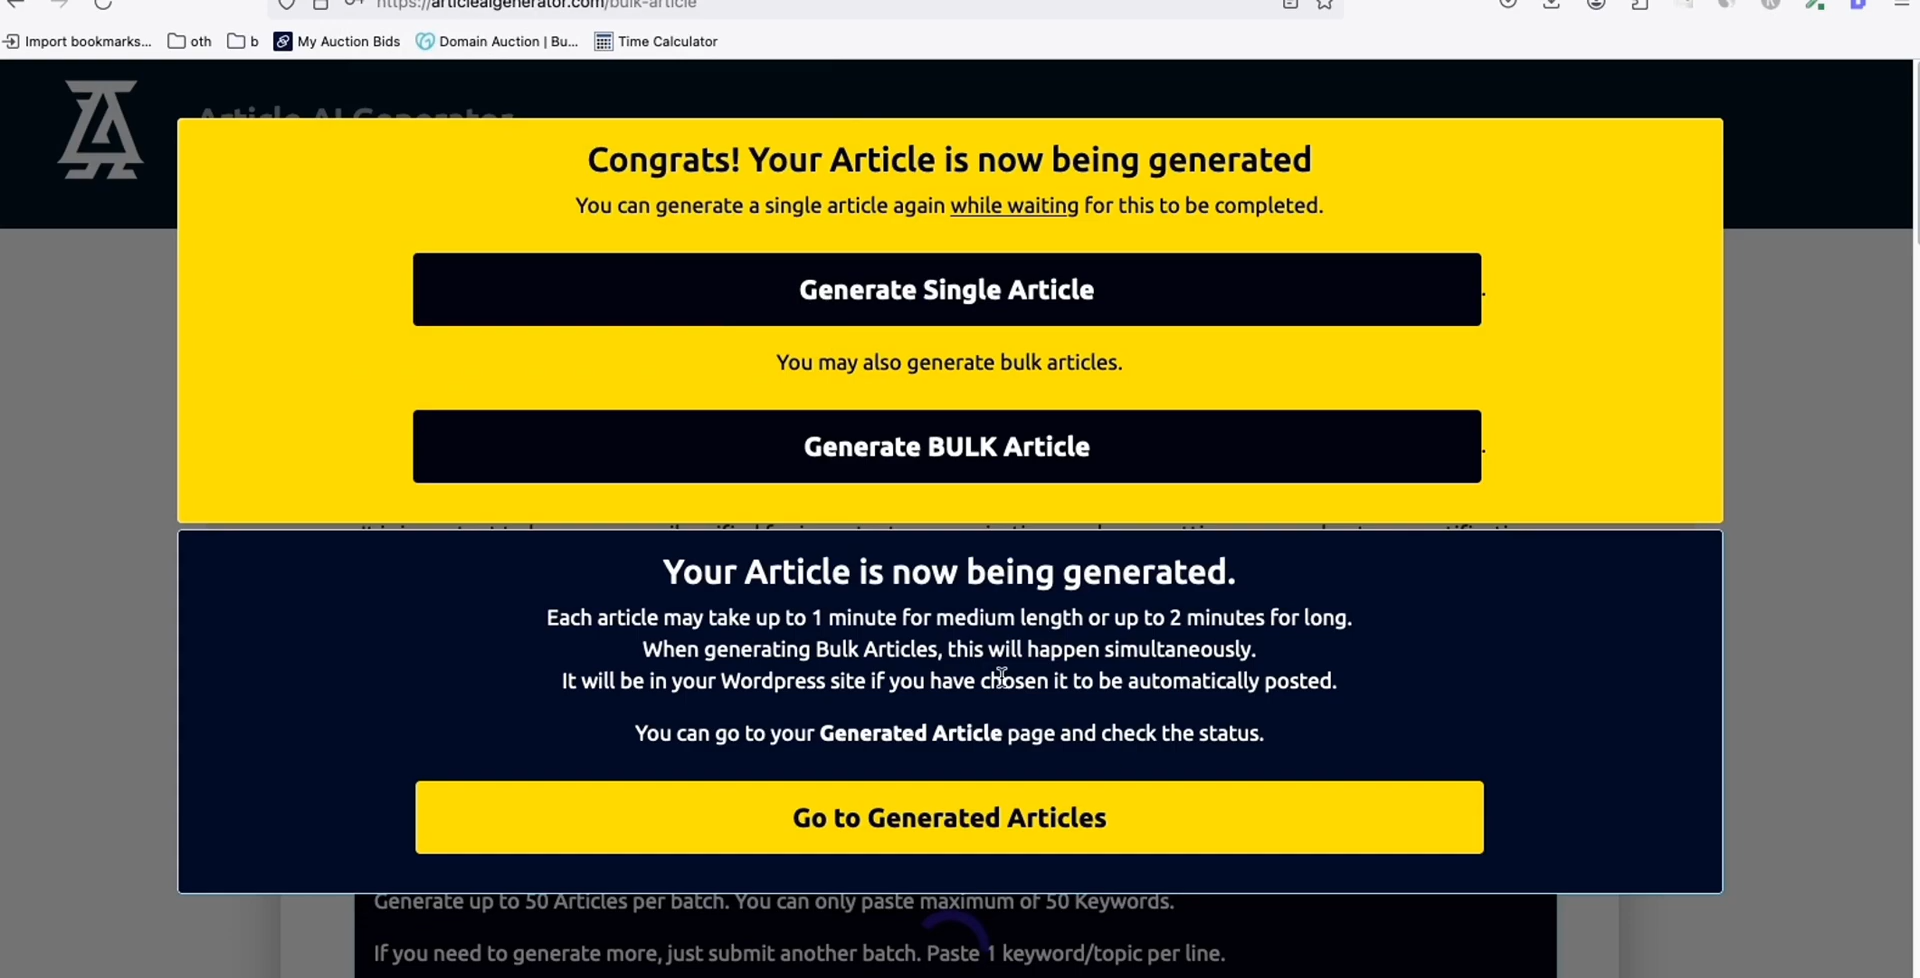 https://articleaigenerator.com/bulk-article
Import bookmarks... oth b My Auction Bids Domain Auction | Bu... Time Calculator
Article AI Generator
Congrats! Your Article is now being generated
You can generate a single article again while waiting for this to be completed.
Generate Single Article
.
You may also generate bulk articles.
Generate BULK Article
.
Your Article is now being generated.
Each article may take up to 1 minute for medium length or up to 2 minutes for long.
When generating Bulk Articles, this will happen simultaneously.
It will be in your Wordpress site if you have chosen it to be automatically posted.
You can go to your Generated Article page and check the status.
Go to Generated Articles
Generate up to 50 Articles per batch. You can only paste maximum of 50 Keywords.
If you need to generate more, just submit another batch. Paste 1 keyword/topic per line.